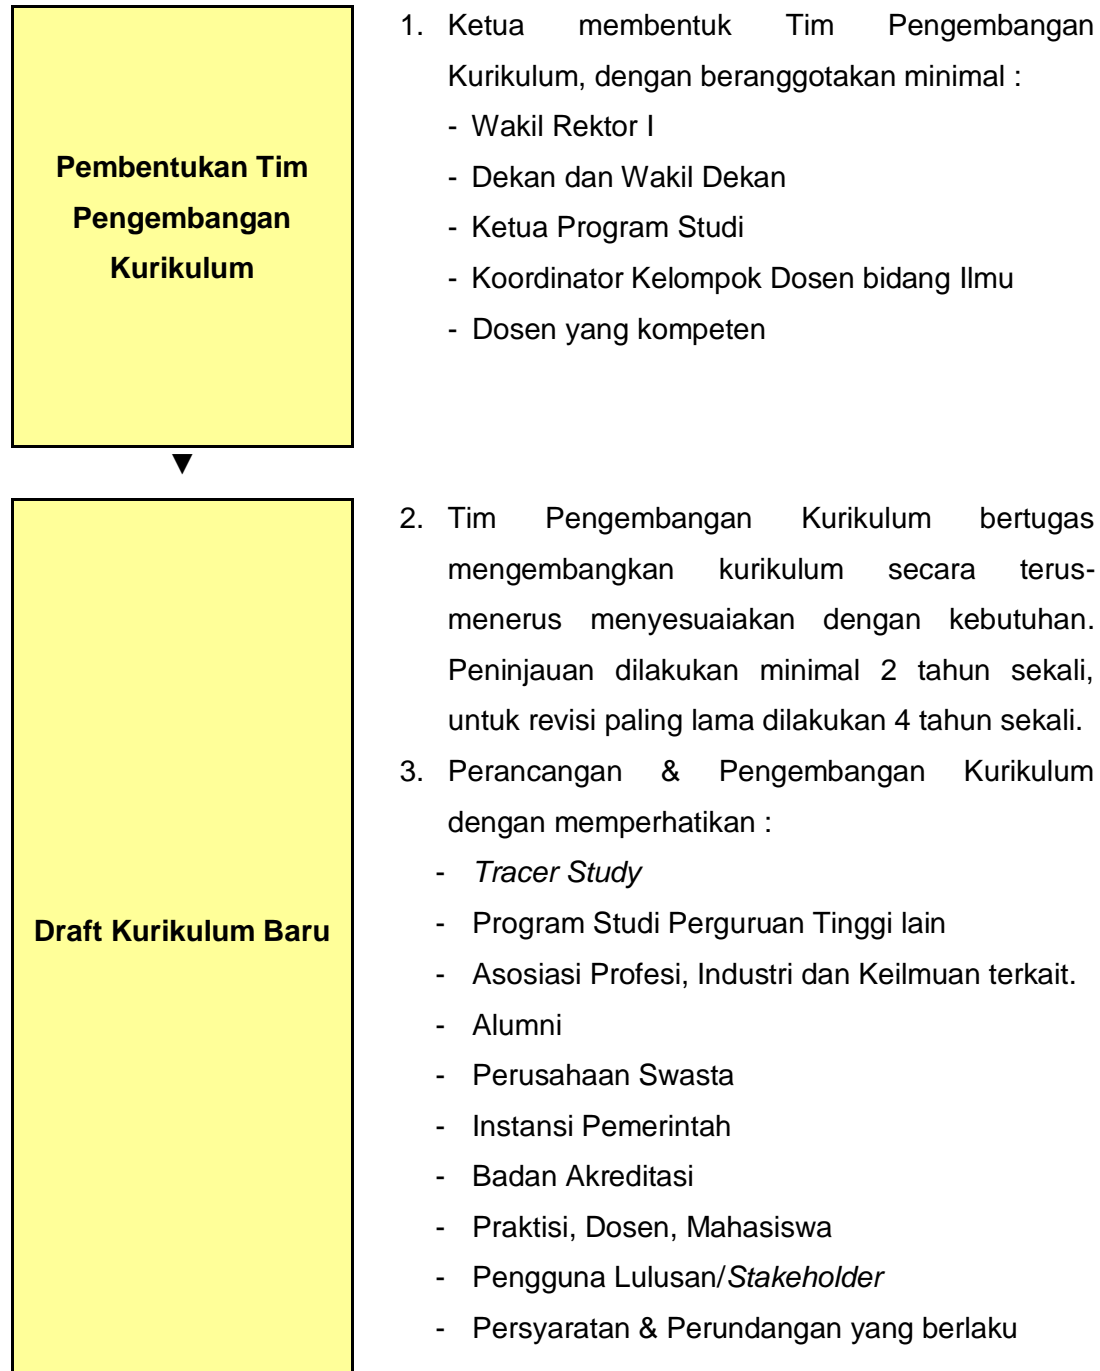 Pembentukan Tim
Pengembangan
Kurikulum
1. Ketua membentuk Tim Pengembangan
Kurikulum, dengan beranggotakan minimal :
- Wakil Rektor I
- Dekan dan Wakil Dekan
- Ketua Program Studi
- Koordinator Kelompok Dosen bidang Ilmu
- Dosen yang kompeten
▼
Draft Kurikulum Baru
2. Tim Pengembangan Kurikulum bertugas
mengembangkan kurikulum secara terus-
menerus menyesuaiakan dengan kebutuhan.
Peninjauan dilakukan minimal 2 tahun sekali,
untuk revisi paling lama dilakukan 4 tahun sekali.
3. Perancangan & Pengembangan Kurikulum
dengan memperhatikan :
- Tracer Study
- Program Studi Perguruan Tinggi lain
- Asosiasi Profesi, Industri dan Keilmuan terkait.
- Alumni
- Perusahaan Swasta
- Instansi Pemerintah
- Badan Akreditasi
- Praktisi, Dosen, Mahasiswa
- Pengguna Lulusan/Stakeholder
- Persyaratan & Perundangan yang berlaku